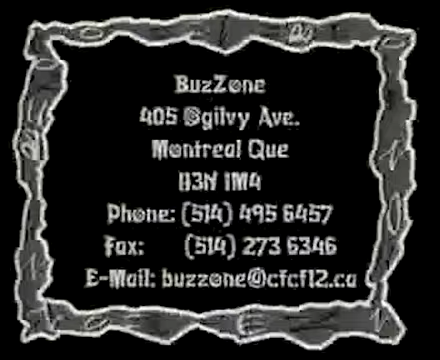 BuzZone
405 Ogilvy Ave.
Montreal Que
H3N 1M4
Phone: (514) 495 6457
Fax: (514) 273 6346
E-Mail: buzzone@cfcf12.ca